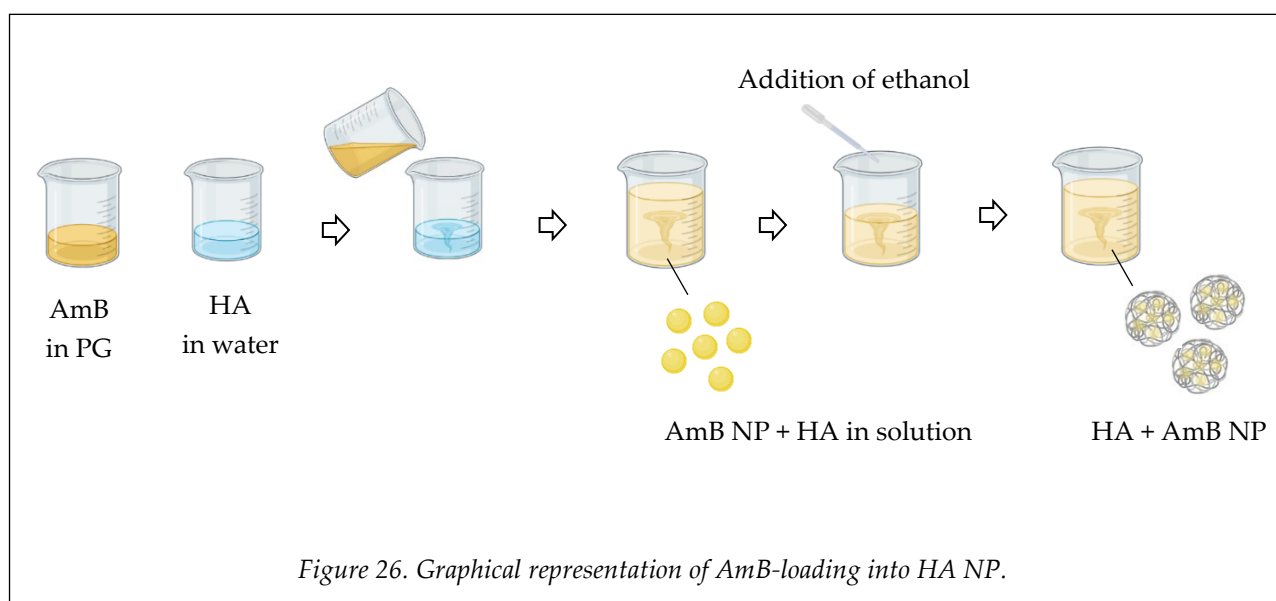 Addition of ethanol
AmB
in PG
HA
in water
AmB NP + HA in solution
HA + AmB NP
Figure 26. Graphical representation of AmB-loading into HA NP.